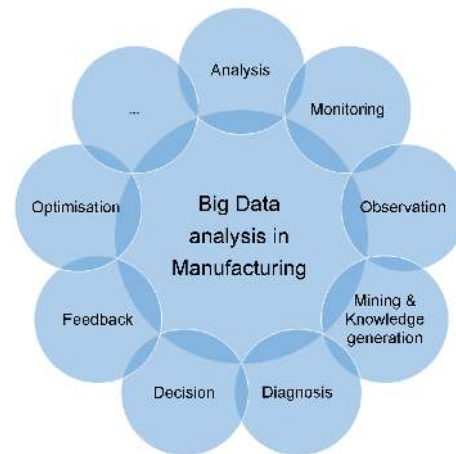 Analysis
Monitoring
Observation
Mining &
Knowledge
generation
Diagnosis
Decision
Feedback
Optimisation
...
Big Data
analysis in
Manufacturing